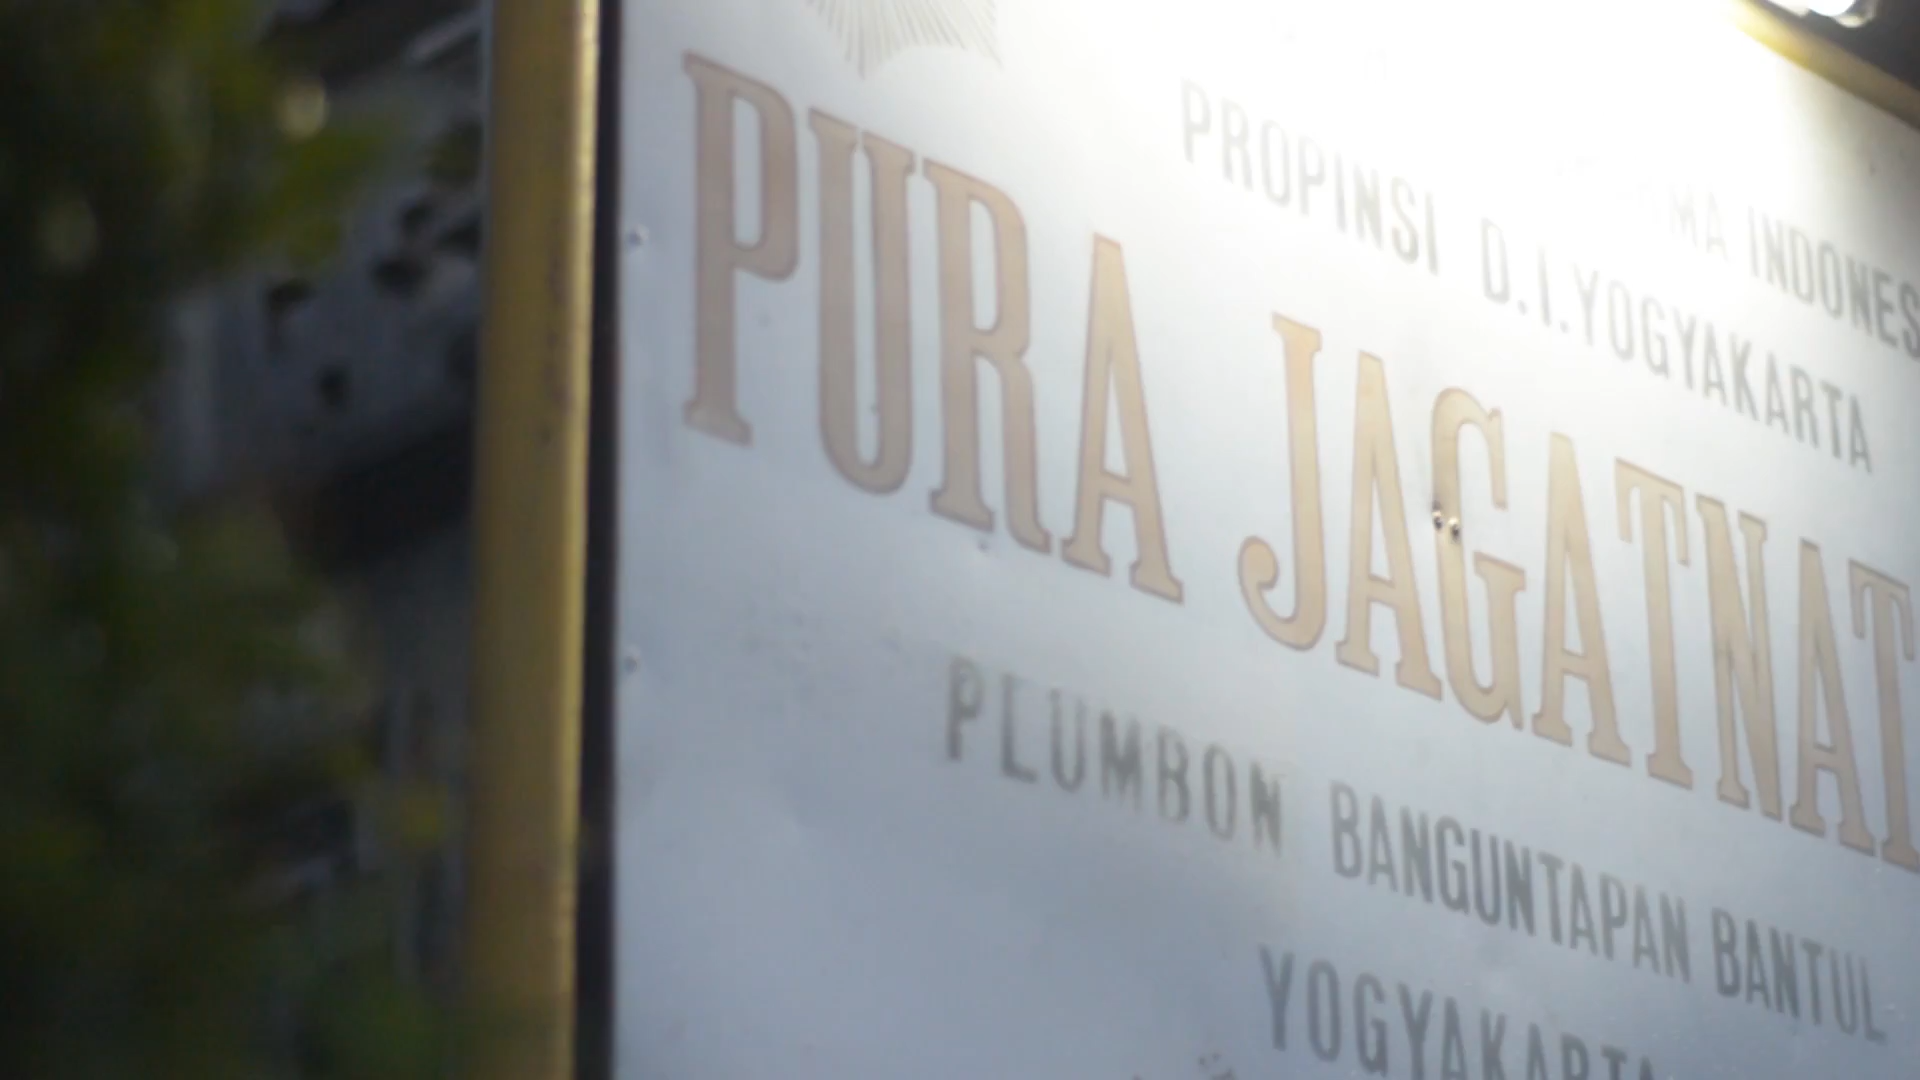 MA INDONES
PROPINSI D.I.YOGYAKARTA
PURA JAGATNAT
PLUMBON BANGUNTAPAN BANTUL
YOGYAKARTA